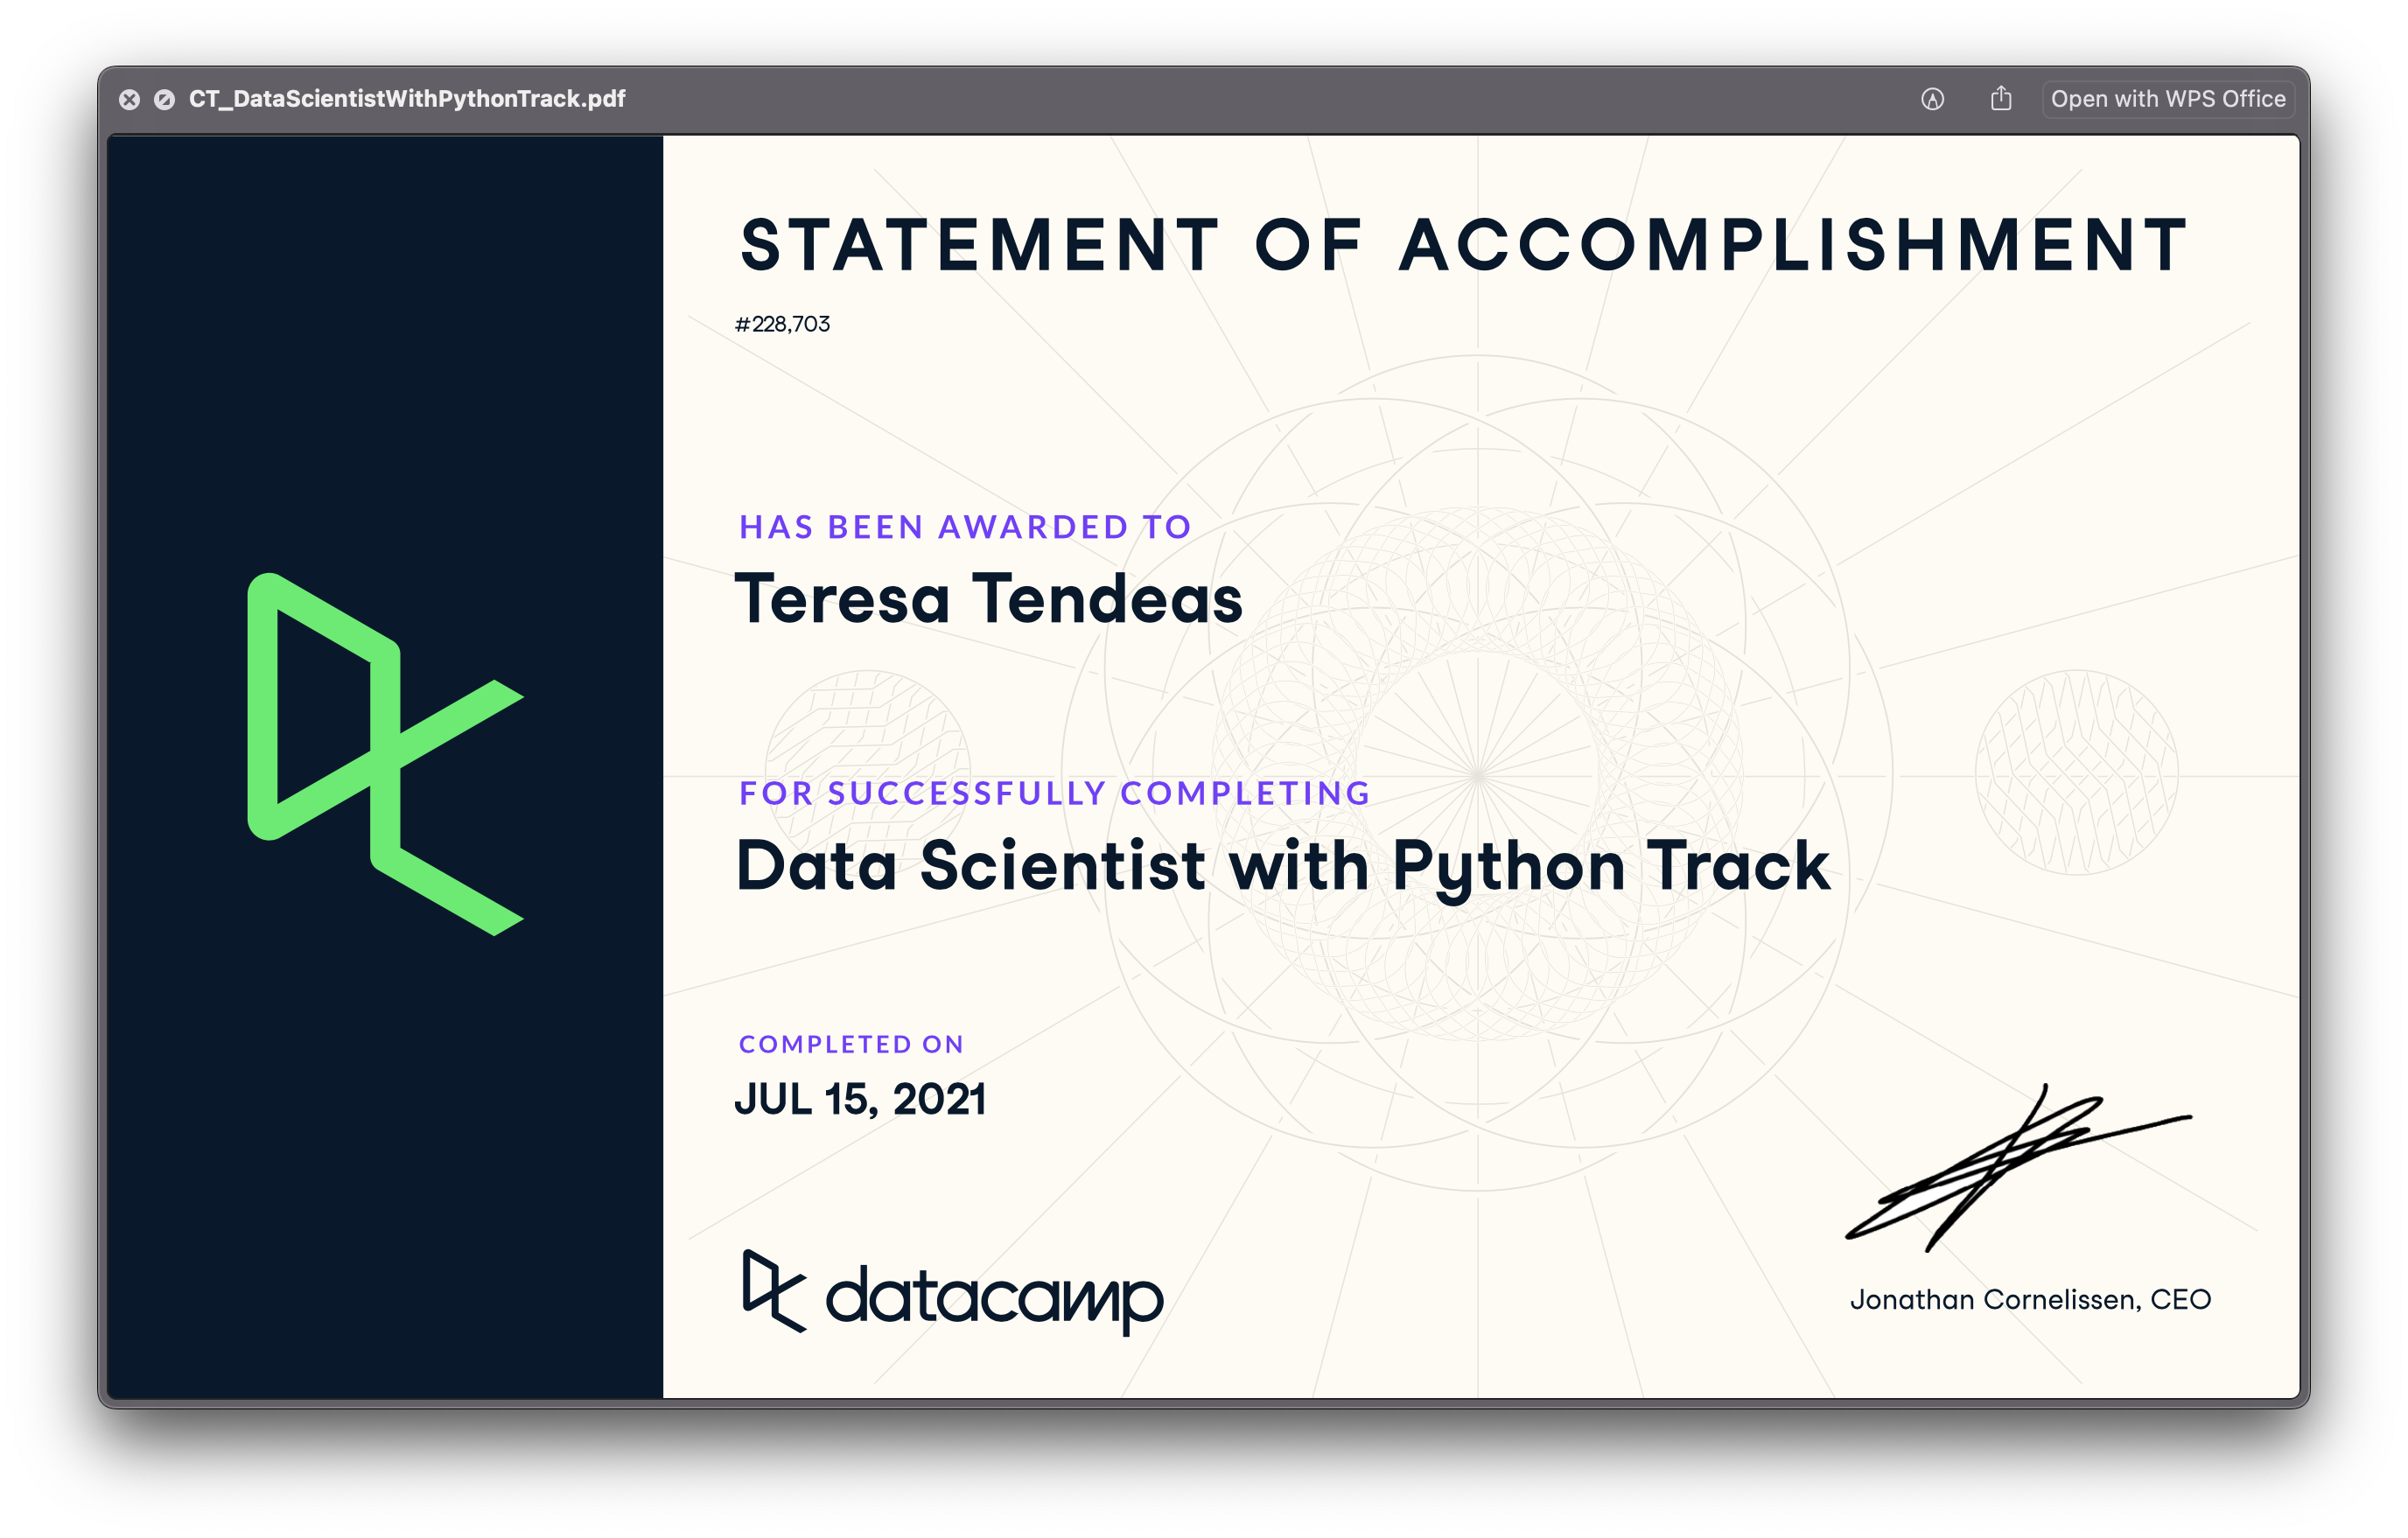 CT_DataScientistWithPythonTrack.pdf
Open with WPS Office
STATEMENT OF ACCOMPLISHMENT
#228,703
HAS BEEN AWARDED TO
Teresa Tendeas
FOR SUCCESSFULLY COMPLETING
Data Scientist with Python Track
COMPLETED ON
JUL 15, 2021
datacamp
Jonathan Cornelissen, CEO